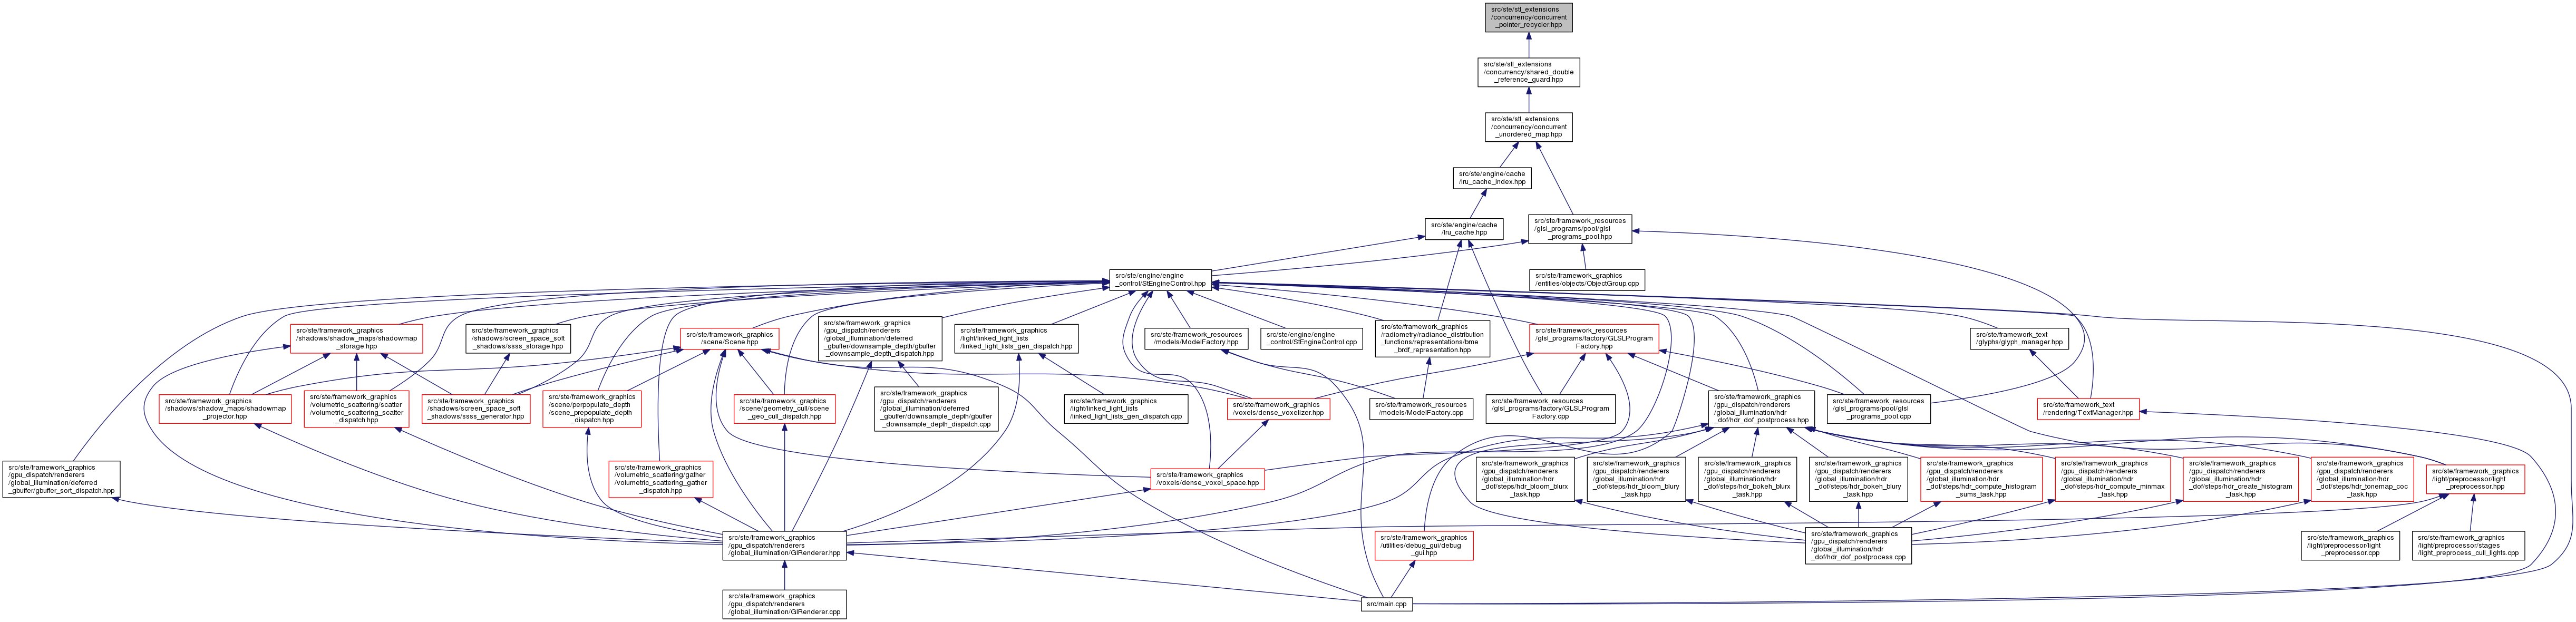 src/ste/stl_extensions
/concurrency/concurrent
_pointer_recycler.hpp
src/ste/stl_extensions
/concurrency/shared_double
_reference_guard.hpp
src/ste/stl_extensions
/concurrency/concurrent
_unordered_map.hpp
src/ste/engine/cache
/lru_cache_index.hpp
src/ste/engine/cache
/lru_cache.hpp
src/ste/framework_resources
/glsl_programs/pool/glsl
_programs_pool.hpp
src/ste/engine/engine
_control/StEngineControl.hpp
src/ste/framework_graphics
/entities/objects/ObjectGroup.cpp
src/ste/framework_graphics
/shadows/shadow_maps/shadowmap
_storage.hpp
src/ste/framework_graphics
/shadows/screen_space_soft
_shadows/ssss_storage.hpp
src/ste/framework_graphics
/scene/Scene.hpp
src/ste/framework_graphics
/gpu_dispatch/renderers
/global_illumination/deferred
_gbuffer/downsample_depth/gbuffer
_downsample_depth_dispatch.hpp
src/ste/framework_graphics
/light/linked_light_lists
/linked_light_lists_gen_dispatch.hpp
src/ste/framework_resources
/models/ModelFactory.hpp
src/ste/engine/engine
_control/StEngineControl.cpp
src/ste/framework_graphics
/radiometry/radiance_distribution
_functions/representations/bme
_brdf_representation.hpp
src/ste/framework_resources
/glsl_programs/factory/GLSLProgram
Factory.hpp
src/ste/framework_text
/glyphs/glyph_manager.hpp
src/ste/framework_graphics
/shadows/shadow_maps/shadowmap
_projector.hpp
src/ste/framework_graphics
/volumetric_scattering/scatter
/volumetric_scattering_scatter
_dispatch.hpp
src/ste/framework_graphics
/shadows/screen_space_soft
_shadows/ssss_generator.hpp
src/ste/framework_graphics
/scene/perpopulate_depth
/scene_prepopulate_depth
_dispatch.hpp
src/ste/framework_graphics
/scene/geometry_cull/scene
_geo_cull_dispatch.hpp
src/ste/framework_graphics
/gpu_dispatch/renderers
/global_illumination/deferred
_gbuffer/downsample_depth/gbuffer
_downsample_depth_dispatch.cpp
src/ste/framework_graphics
/light/linked_light_lists
/linked_light_lists_gen_dispatch.cpp
src/ste/framework_graphics
/voxels/dense_voxelizer.hpp
src/ste/framework_resources
/models/ModelFactory.cpp
src/ste/framework_resources
/glsl_programs/factory/GLSLProgram
Factory.cpp
src/ste/framework_graphics
/gpu_dispatch/renderers
/global_illumination/hdr
_dof/hdr_dof_postprocess.hpp
src/ste/framework_resources
/glsl_programs/pool/glsl
_programs_pool.cpp
src/ste/framework_text
/rendering/TextManager.hpp
src/ste/framework_graphics
/gpu_dispatch/renderers
/global_illumination/deferred
_gbuffer/gbuffer_sort_dispatch.hpp
src/ste/framework_graphics
/volumetric_scattering/gather
/volumetric_scattering_gather
_dispatch.hpp
src/ste/framework_graphics
/voxels/dense_voxel_space.hpp
src/ste/framework_graphics
/gpu_dispatch/renderers
/global_illumination/hdr
_dof/steps/hdr_bloom_blurx
_task.hpp
src/ste/framework_graphics
/gpu_dispatch/renderers
/global_illumination/hdr
_dof/steps/hdr_bloom_blury
_task.hpp
src/ste/framework_graphics
/gpu_dispatch/renderers
/global_illumination/hdr
_dof/steps/hdr_bokeh_blurx
_task.hpp
src/ste/framework_graphics
/gpu_dispatch/renderers
/global_illumination/hdr
_dof/steps/hdr_bokeh_blury
_task.hpp
src/ste/framework_graphics
/gpu_dispatch/renderers
/global_illumination/hdr
_dof/steps/hdr_compute_histogram
_sums_task.hpp
src/ste/framework_graphics
/gpu_dispatch/renderers
/global_illumination/hdr
_dof/steps/hdr_compute_minmax
_task.hpp
src/ste/framework_graphics
/gpu_dispatch/renderers
/global_illumination/hdr
_dof/steps/hdr_create_histogram
_task.hpp
src/ste/framework_graphics
/gpu_dispatch/renderers
/global_illumination/hdr
_dof/steps/hdr_tonemap_coc
_task.hpp
src/ste/framework_graphics
/light/preprocessor/light
_preprocessor.hpp
src/ste/framework_graphics
/gpu_dispatch/renderers
/global_illumination/GIRenderer.hpp
src/ste/framework_graphics
/utilities/debug_gui/debug
_gui.hpp
src/ste/framework_graphics
/gpu_dispatch/renderers
/global_illumination/hdr
_dof/hdr_dof_postprocess.cpp
src/ste/framework_graphics
/light/preprocessor/light
_preprocessor.cpp
src/ste/framework_graphics
/light/preprocessor/stages
/light_preprocess_cull_lights.cpp
src/ste/framework_graphics
/gpu_dispatch/renderers
/global_illumination/GIRenderer.cpp
src/main.cpp